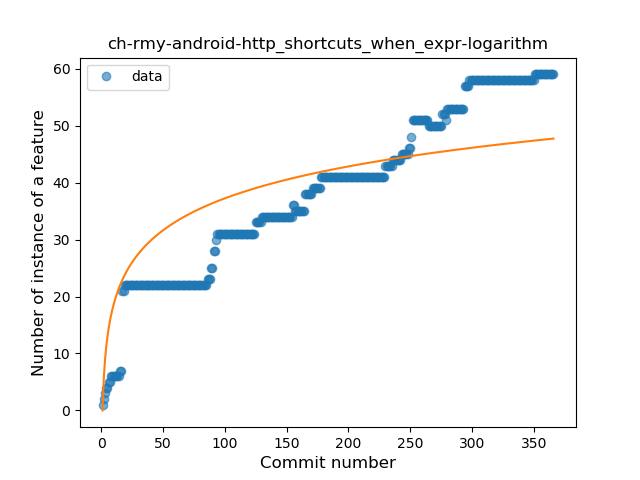 ch-rmy-android-http_shortcuts_when_expr-logarithm
data
Number of instance of a feature
60
50
40
30
20
10
0
0 50 100 150 200 250 300 350
Commit number